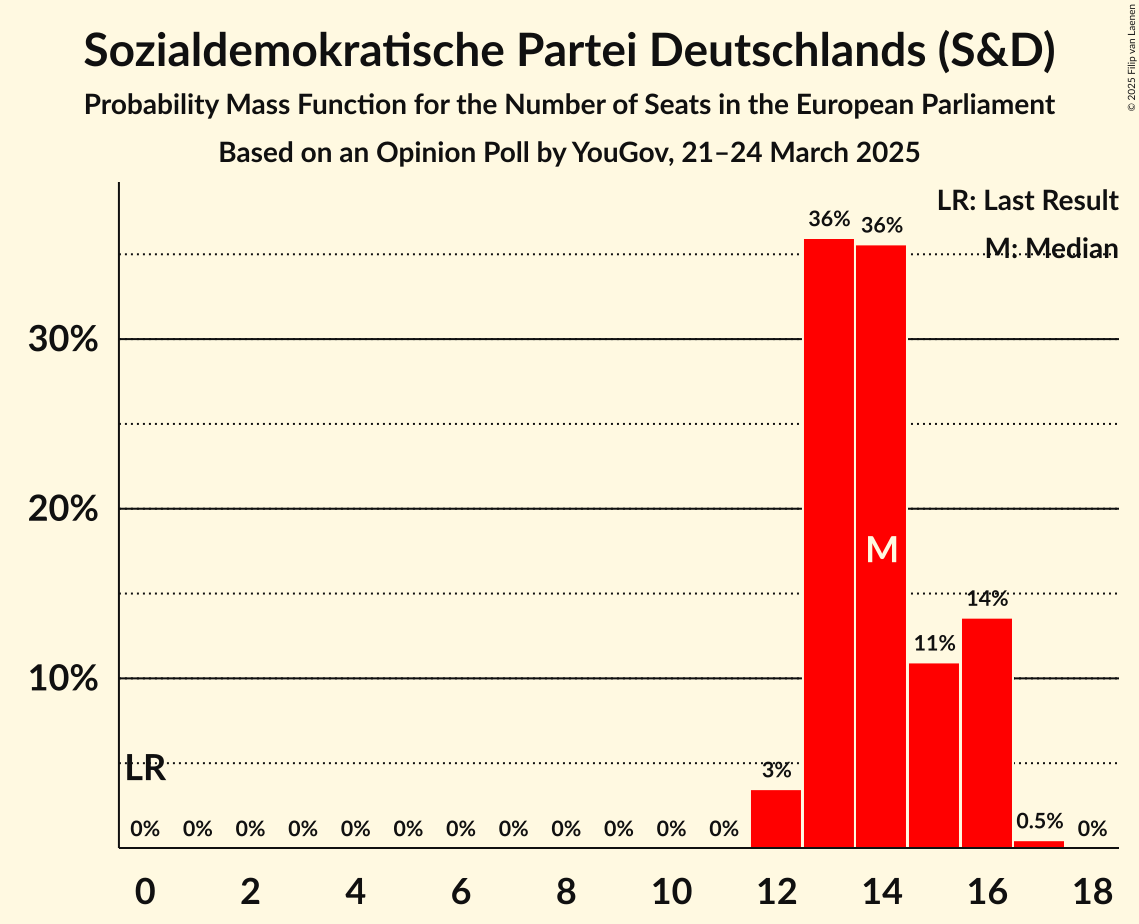 Sozialdemokratische Partei Deutschlands (S&D)
Probability Mass Function for the Number of Seats in the European Parliament
Based on an Opinion Poll by YouGov, 21–24 March 2025
© 2025 Filip van Laenen
LR: Last Result
M: Median
36% 36%
30%
20%
M
14%
11%
10%
LR
3%
0% 0% 0% 0% 0% 0% 0% 0% 0% 0% 0% 0% 0.5% 0%
0 2 4 6 8 10 12 14 16 18